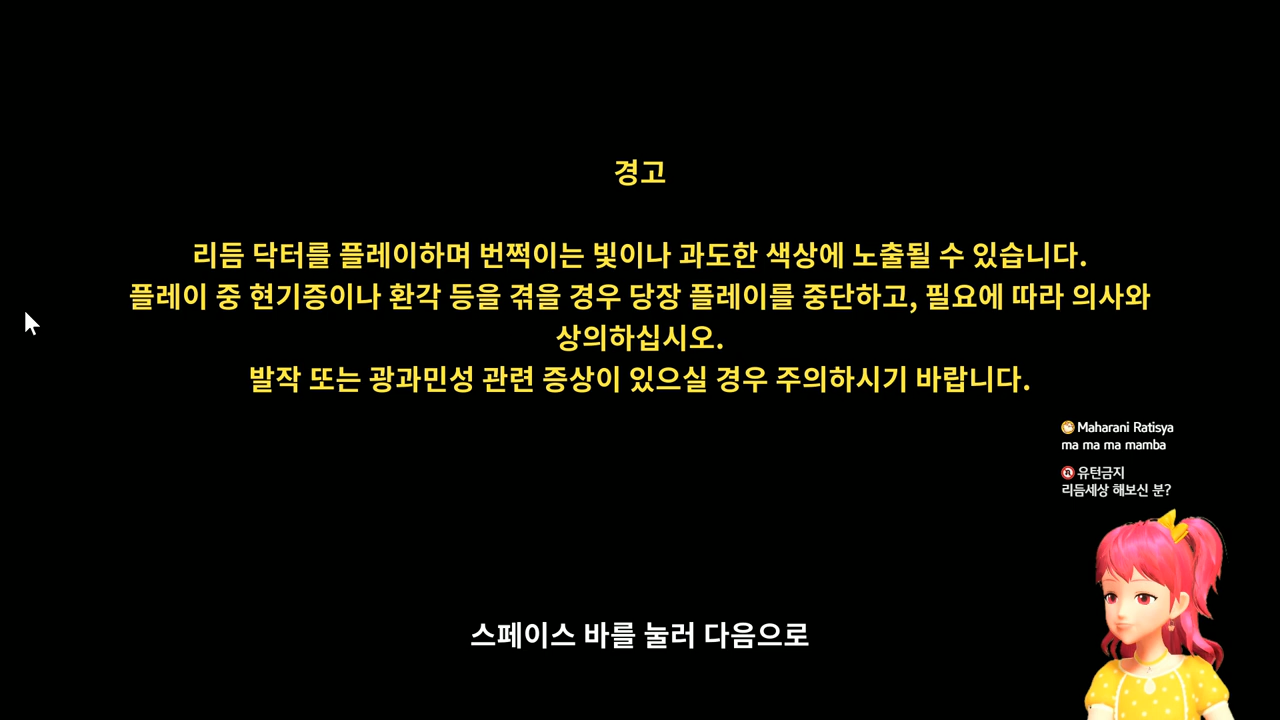 경고
리듬 닥터를 플레이하며 번쩍이는 빛이나 과도한 색상에 노출될 수 있습니다.
플레이 중 현기증이나 환각 등을 겪을 경우 당장 플레이를 중단하고, 필요에 따라 의사와
상의하십시오.
발작 또는 광과민성 관련 증상이 있으실 경우 주의하시기 바랍니다.
Maharani Ratisya
ma ma ma mamba
유턴금지
리듬세상 해보신 분?
스페이스 바를 눌러 다음으로